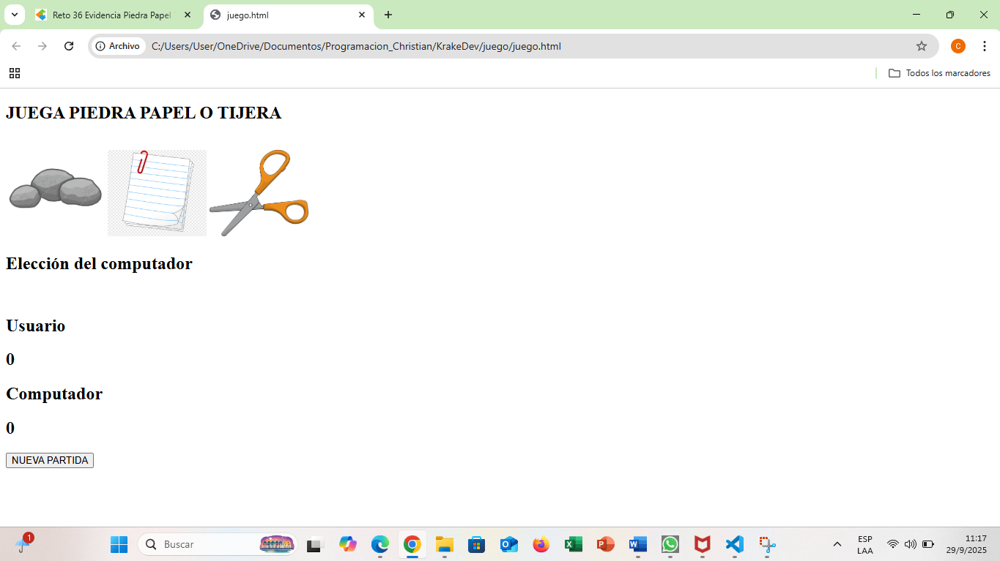 Reto 36 Evidencia Piedra Papel
juego.html
Archivo
C:/Users/User/OneDrive/Documentos/Programacion_Christian/KrakeDev/juego/juego.html
C
Todos los marcadores
JUEGA PIEDRA PAPEL O TIJERA
Elección del computador
Usuario
0
Computador
0
NUEVA PARTIDA
1
Buscar
ESP
LAA
11:17
29/9/2025